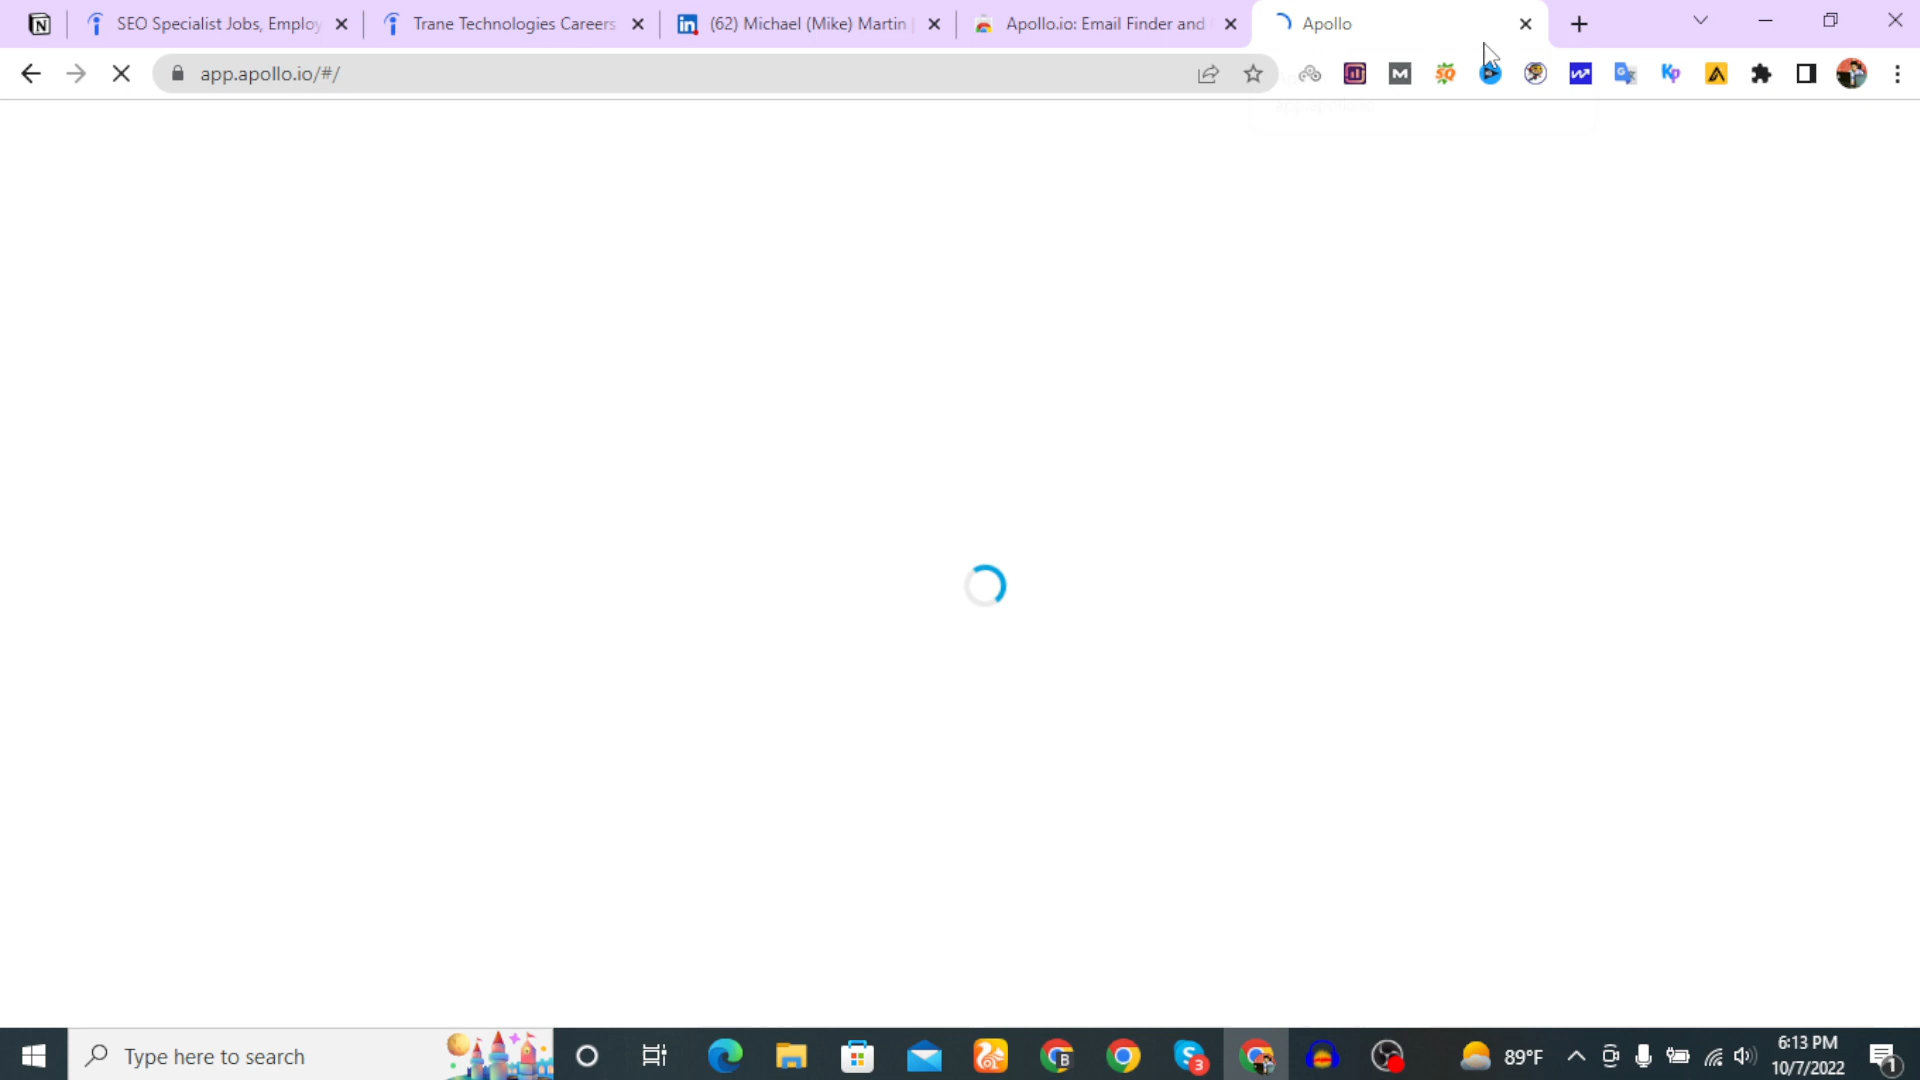 SEO Specialist Jobs, Employ
Trane Technologies Careers
(62) Michael (Mike) Martin |
Apollo.io: Email Finder and
Apollo
app.apollo.io/#/
Type here to search
89°F
6:13 PM
10/7/2022